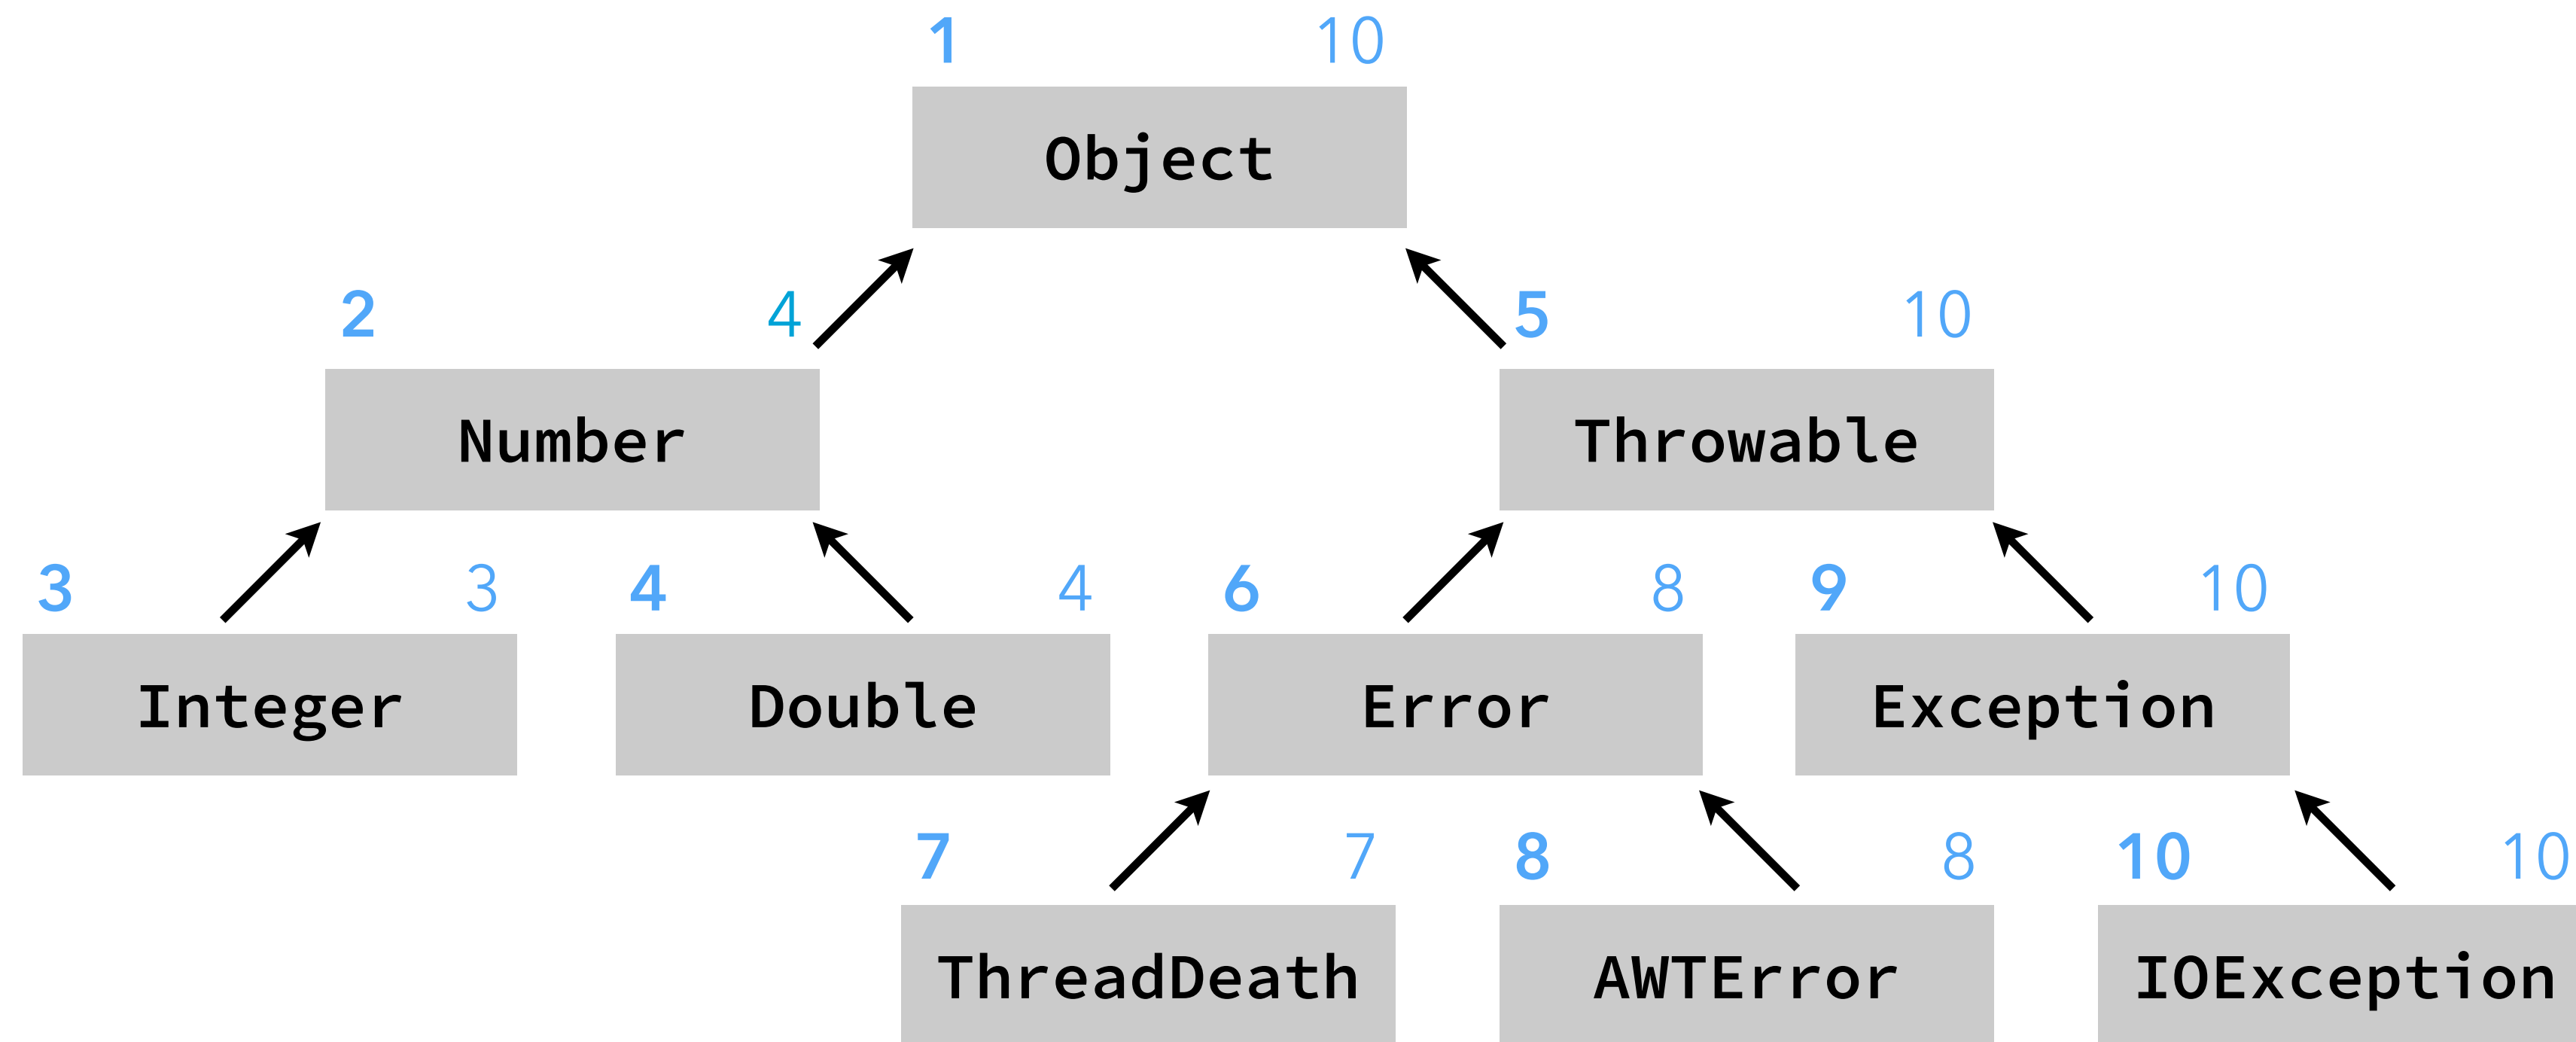 1 10
Object
2 4 5 10
Number Throwable
3 3 4 4 6 8 9 10
Integer Double Error Exception
7 7 8 8 10 10
ThreadDeath AWTError IOException